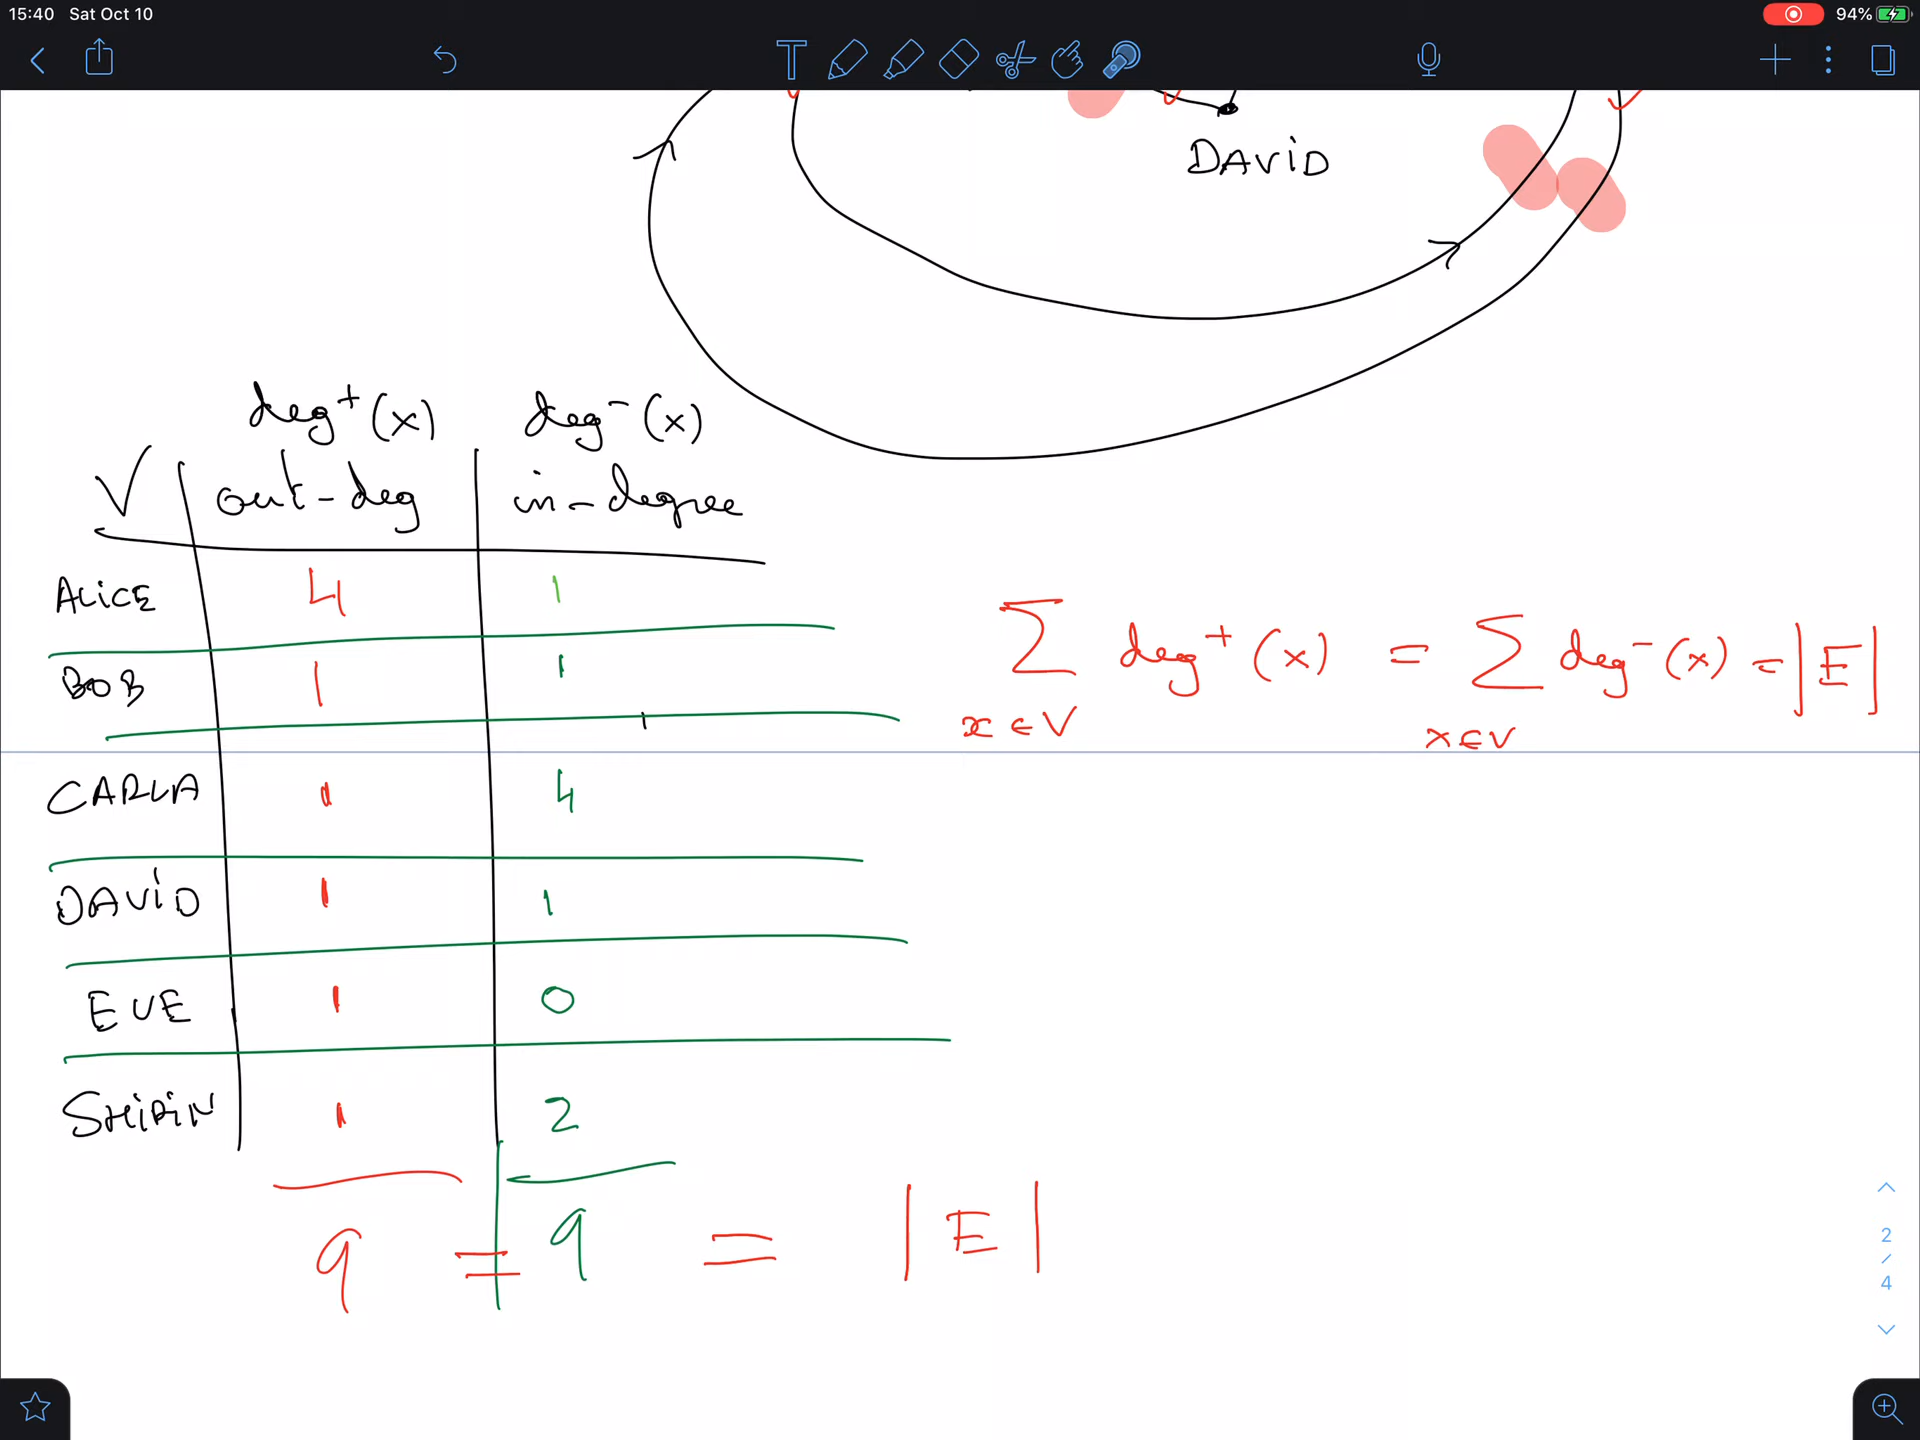 15:40 Sat Oct 10
94%
T
DAViD
deg⁺(x) deg⁻(x)
V out-deg in-degree
ALiCE 4 1
BOB 1 1
∑ deg⁺(x) = ∑ deg⁻(x) = |E|
x ∈ V x ∈ V
CARLA 1 4
DAViD 1 1
EVE 1 0
SHiRiN 1 2
9 = 9 = |E|
2
/
4